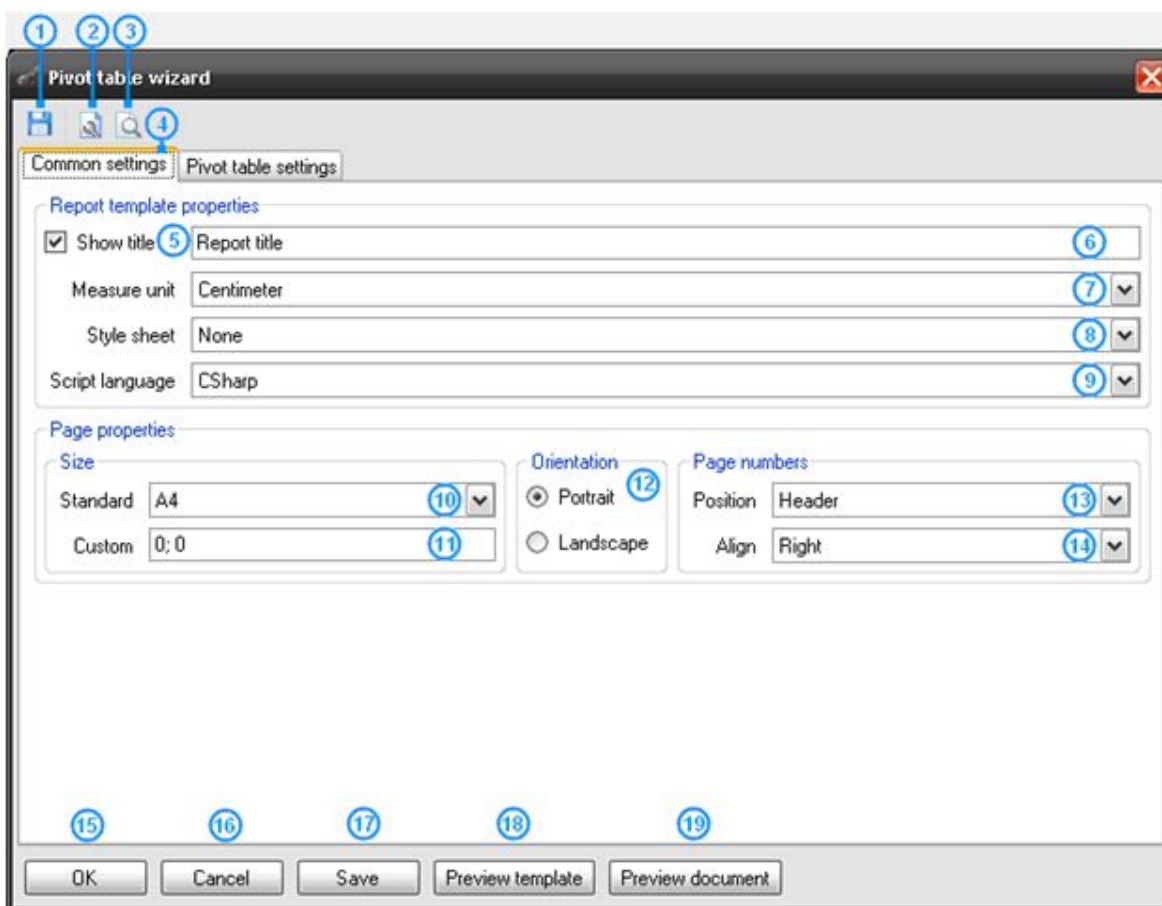 1 2 3
Pivot table wizard
4
Common settings Pivot table settings
Report template properties
Show title 5 Report title 6
Measure unit Centimeter 7
Style sheet None 8
Script language CSharp 9
Page properties
Size Orientation Page numbers
Standard A4 10 Portrait 12 Position Header 13
Custom 0; 0 11 Landscape Align Right 14
15 16 17 18 19
OK Cancel Save Preview template Preview document